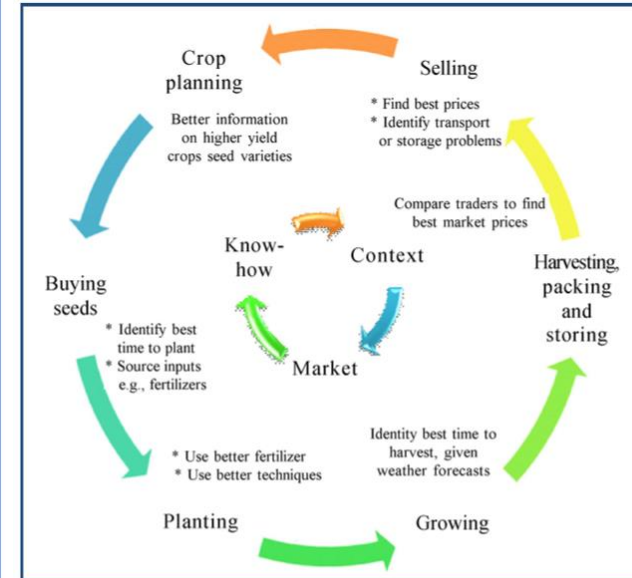 Crop
planning
Better information
on higher yield
crops seed varieties
Selling
* Find best prices
* Identify transport
or storage problems
Compare traders to find
best market prices
Know-
how
Context
Market
Buying
seeds
* Identify best
time to plant
* Source inputs
e.g., fertilizers
Harvesting,
packing
and
storing
* Use better fertilizer
* Use better techniques
Identity best time to
harvest, given
weather forecasts
Planting
Growing